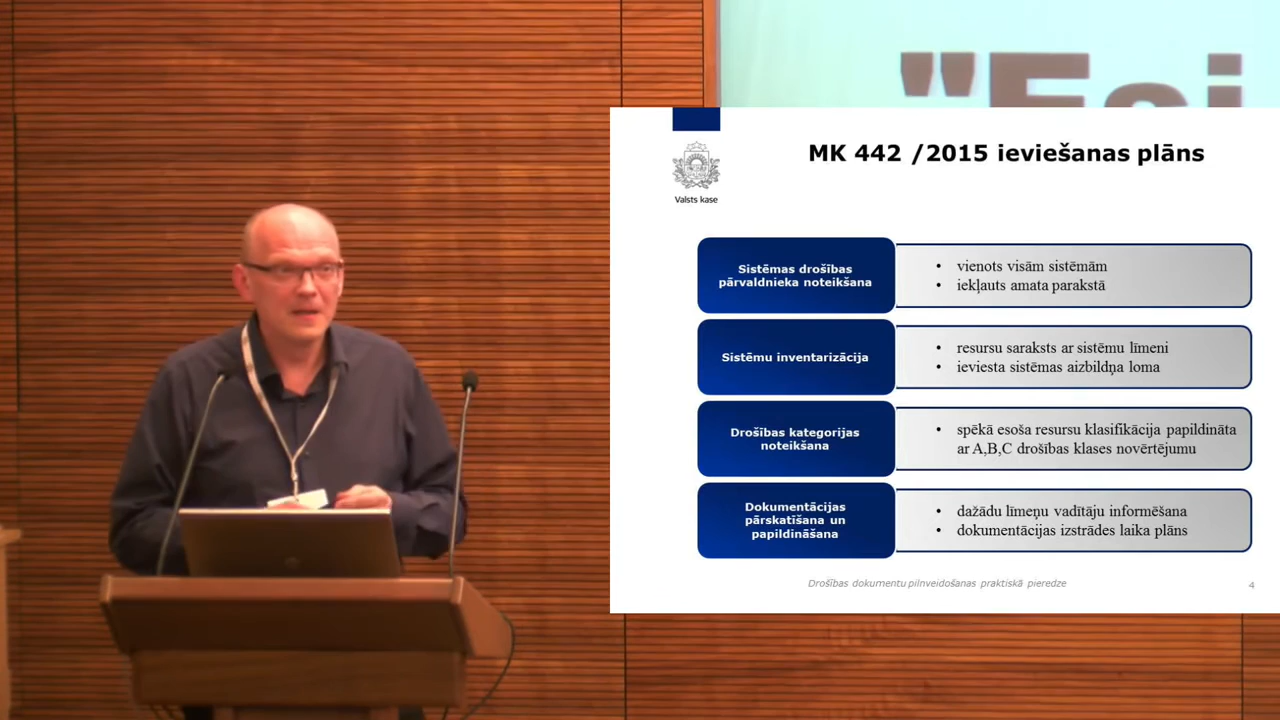 "Esi
MK 442 /2015 ieviešanas plāns
Valsts kase
Sistēmas drošības
pārvaldnieka noteikšana
• vienots visām sistēmām
• iekļauts amata parakstā
Sistēmu inventarizācija
• resursu saraksts ar sistēmu līmeni
• ieviesta sistēmas aizbildņa loma
Drošības kategorijas
noteikšana
• spēkā esoša resursu klasifikācija papildināta
ar A,B,C drošības klases novērtējumu
Dokumentācijas
pārskatīšana un
papildināšana
• dažādu līmeņu vadītāju informēšana
• dokumentācijas izstrādes laika plāns
Drošības dokumentu pilnveidošanas praktiskā pieredze
4